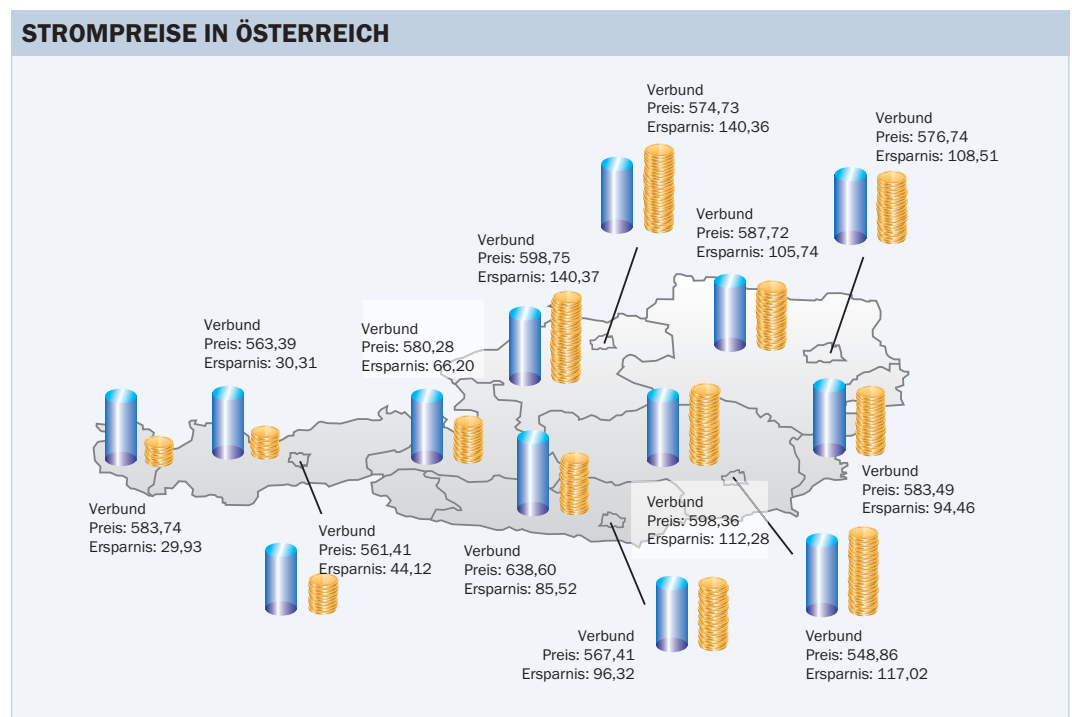 STROMPREISE IN ÖSTERREICH
Verbund
Preis: 574,73
Ersparnis: 140,36
Verbund
Preis: 576,74
Ersparnis: 108,51
Verbund
Preis: 587,72
Ersparnis: 105,74
Verbund
Preis: 598,75
Ersparnis: 140,37
Verbund
Preis: 563,39
Ersparnis: 30,31
Verbund
Preis: 580,28
Ersparnis: 66,20
Verbund
Preis: 583,49
Ersparnis: 94,46
Verbund
Preis: 598,36
Ersparnis: 112,28
Verbund
Preis: 583,74
Ersparnis: 29,93
Verbund
Preis: 561,41
Ersparnis: 44,12
Verbund
Preis: 638,60
Ersparnis: 85,52
Verbund
Preis: 567,41
Ersparnis: 96,32
Verbund
Preis: 548,86
Ersparnis: 117,02